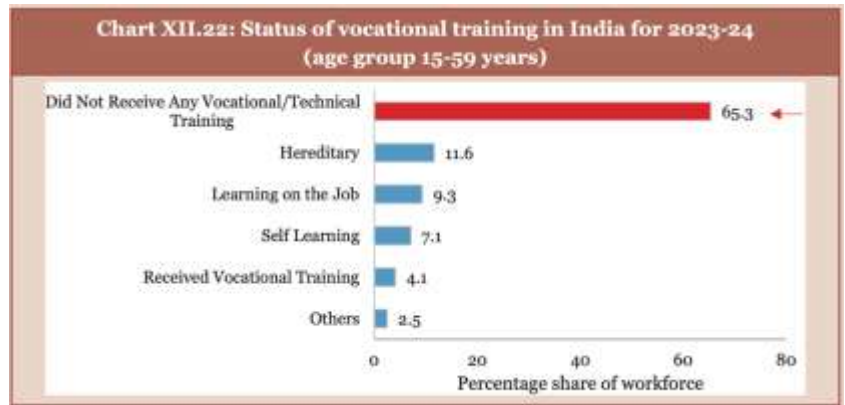 Chart XII.22: Status of vocational training in India for 2023-24
(age group 15-59 years)
Did Not Receive Any Vocational/Technical
Training
65.3
Hereditary
11.6
Learning on the Job
9.3
Self Learning
7.1
Received Vocational Training
4.1
Others
2.5
0 20 40 60 80
Percentage share of workforce